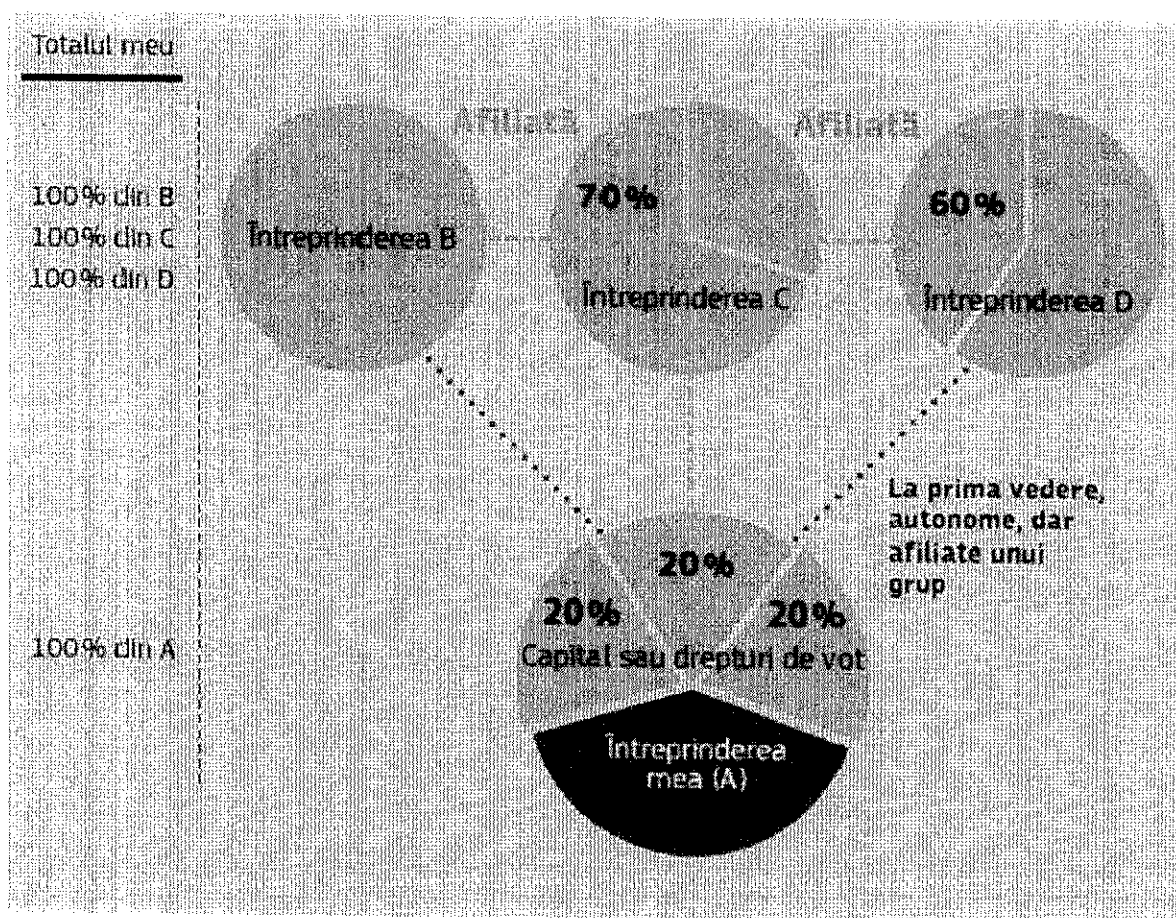 Totalul meu
Afiliată
Afiliată
100% din B
100% din C
100% din D
Întreprinderea B
70%
Întreprinderea C
60%
Întreprinderea D
La prima vedere,
autonome, dar
afiliate unui
grup
20%
20%
20%
Capital sau drepturi de vot
100% din A
Întreprinderea
mea (A)